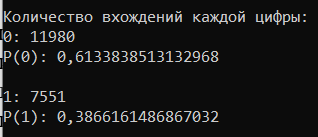 Количество вхождений каждой цифры:
0: 11980
P(0): 0,6133838513132968
1: 7551
P(1): 0,3866161486867032